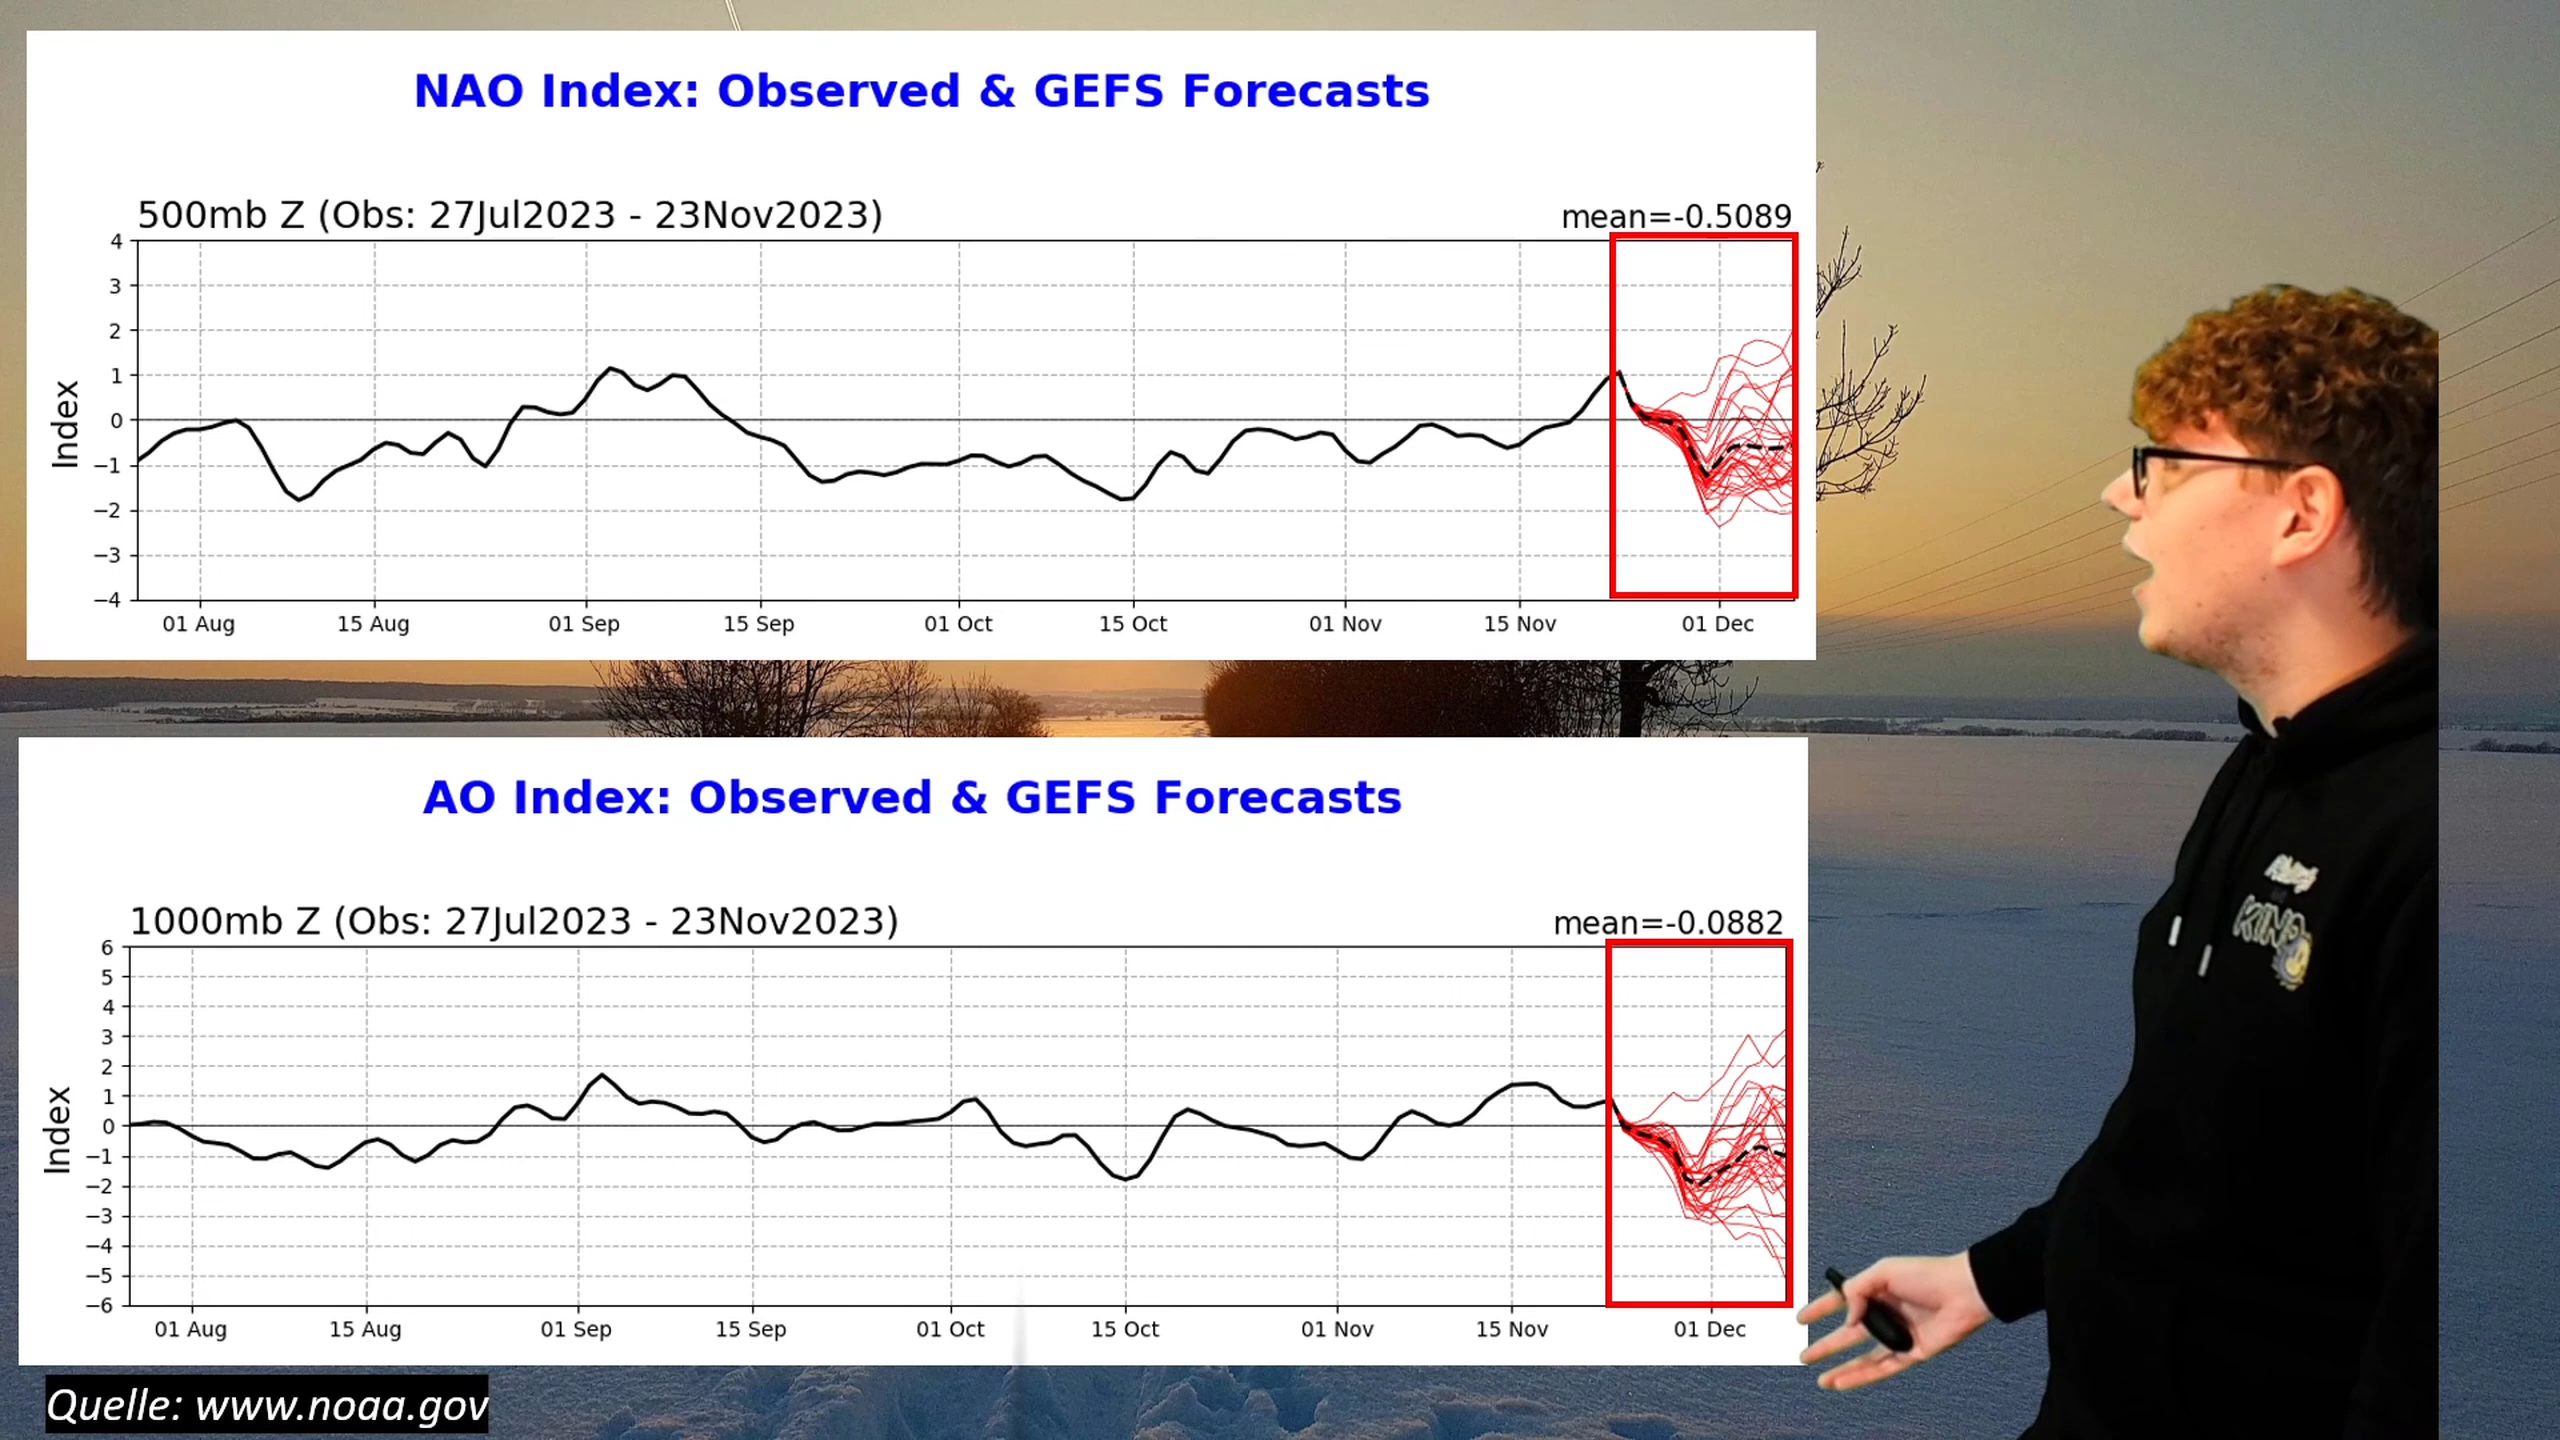 NAO Index: Observed & GEFS Forecasts
500mb Z (Obs: 27Jul2023 - 23Nov2023)
mean=-0.5089
4
3
2
1
0
−1
−2
−3
−4
Index
01 Aug
15 Aug
01 Sep
15 Sep
01 Oct
15 Oct
01 Nov
15 Nov
01 Dec
AO Index: Observed & GEFS Forecasts
1000mb Z (Obs: 27Jul2023 - 23Nov2023)
mean=-0.0882
6
5
4
3
2
1
0
−1
−2
−3
−4
−5
−6
Index
01 Aug
15 Aug
01 Sep
15 Sep
01 Oct
15 Oct
01 Nov
15 Nov
01 Dec
KING
Quelle: www.noaa.gov